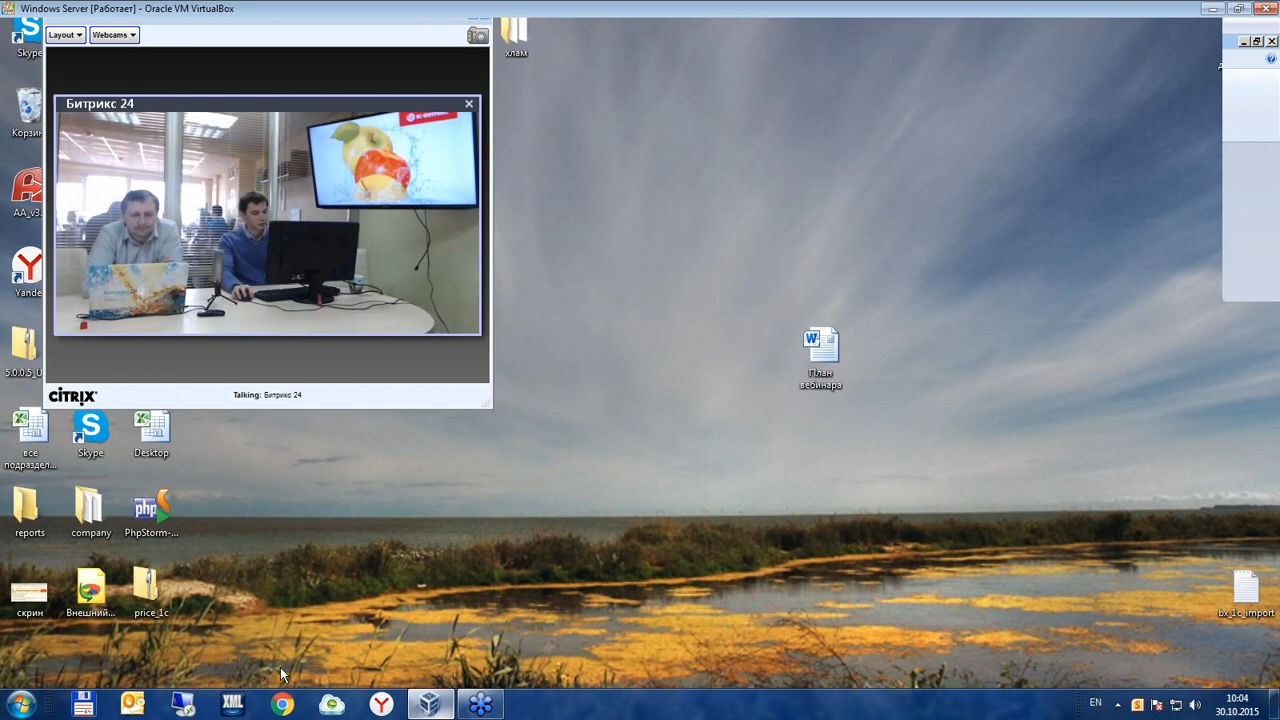 Windows Server [Работает] - Oracle VM VirtualBox
Layout
Webcams
Skype
хлам
Битрикс 24
Корзин
AA_v3.
Yande
5.0.0.5_U
План
вебинара
CITRIX
Talking: Битрикс 24
все
подраздел...
Skype
Desktop
reports
company
php
PhpStorm-...
скрин
Внешний...
price_1c
bx_1c_import
XML
EN
10:04
30.10.2015